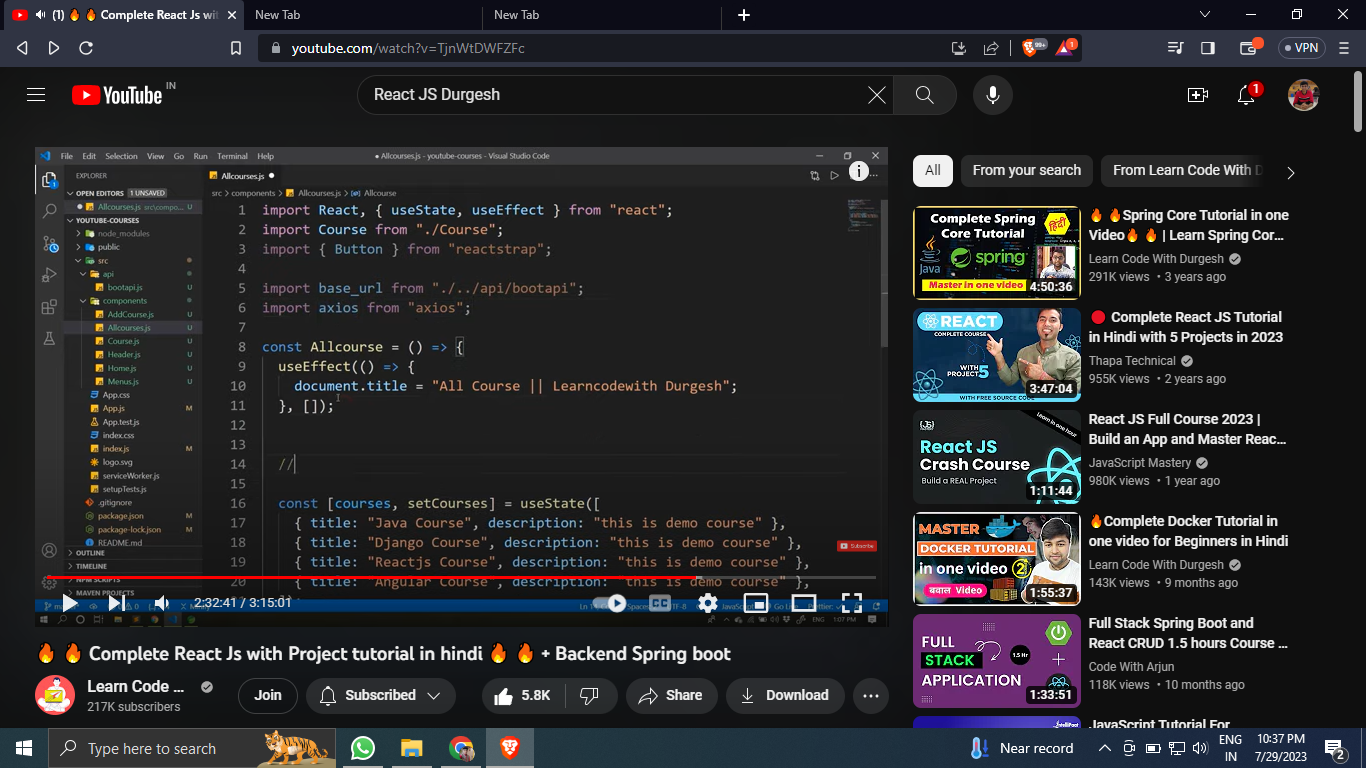 (1) 🔥 🔥 Complete React Js wit
New Tab
New Tab
youtube.com/watch?v=TjnWtDWFZFc
99+
1
VPN
YouTube IN
React JS Durgesh
1
File Edit Selection View Go Run Terminal Help
● Allcourses.js - youtube-courses - Visual Studio Code
EXPLORER
OPEN EDITORS 1 UNSAVED
Allcourses.js src\compo... U
YOUTUBE-COURSES
node_modules
public
src
api
bootapi.js U
components
AddCourse.js U
Allcourses.js U
Course.js U
Header.js U
Home.js U
Menus.js U
App.css
App.js M
App.test.js
index.css
index.js M
logo.svg
serviceWorker.js
setupTests.js
.gitignore
package.json M
package-lock.json M
README.md
OUTLINE
TIMELINE
NPM SCRIPTS
MAVEN PROJECTS
Allcourses.js ●
src > components > Allcourses.js > Allcourse
1 import React, { useState, useEffect } from "react";
2 import Course from "./Course";
3 import { Button } from "reactstrap";
4
5 import base_url from "./../api/bootapi";
6 import axios from "axios";
7
8 const Allcourse = () => {
9 useEffect(() => {
10 document.title = "All Course || Learncodewith Durgesh";
11 }, []);
12
13
14 //
15
16 const [courses, setCourses] = useState([
17 { title: "Java Course", description: "this is demo course" },
18 { title: "Django Course", description: "this is demo course" },
19 { title: "Reactjs Course", description: "this is demo course" },
20 { title: "Angular Course", description: "this is demo course" },
Subscribe
2:32:41 / 3:15:01
CC
ENG 1:07 PM
🔥 🔥 Complete React Js with Project tutorial in hindi 🔥 🔥 + Backend Spring boot
Learn Code ...
217K subscribers
Join
Subscribed
5.8K
Share
Download
All
From your search
From Learn Code With D
Complete Spring
Core Tutorial
हिंदी
Java
spring
Master in one video
4:50:36
🔥 🔥Spring Core Tutorial in one
Video🔥 🔥 | Learn Spring Cor...
Learn Code With Durgesh
291K views • 3 years ago
REACT
COMPLETE COURSE
WITH PROJECT 5
WITH FREE SOURCE CODE
3:47:04
🔴 Complete React JS Tutorial
in Hindi with 5 Projects in 2023
Thapa Technical
955K views • 2 years ago
Learn in one hour
React JS
Crash Course
Build a REAL Project
1:11:44
React JS Full Course 2023 |
Build an App and Master Reac...
JavaScript Mastery
980K views • 1 year ago
MASTER
DOCKER TUTORIAL
in one video
बवाल Video
1:55:37
🔥Complete Docker Tutorial in
one video for Beginners in Hindi
Learn Code With Durgesh
143K views • 9 months ago
FULL
STACK
APPLICATION
1.5 Hr
1:33:51
Full Stack Spring Boot and
React CRUD 1.5 hours Course ...
Code With Arjun
118K views • 10 months ago
JavaScript Tutorial For
Type here to search
Near record
ENG
IN
10:37 PM
7/29/2023
2